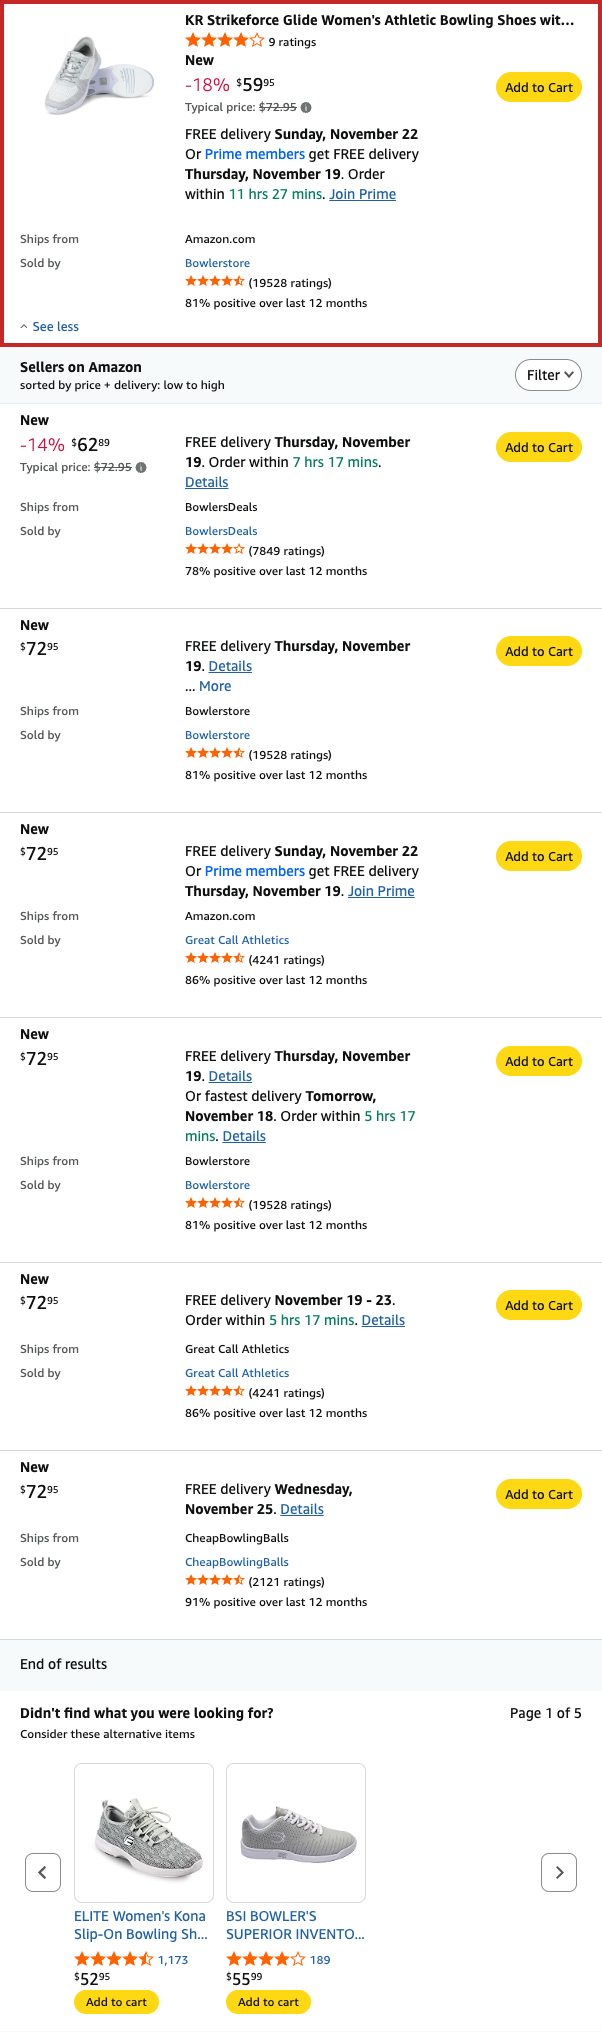 KR Strikeforce Glide Women's Athletic Bowling Shoes wit...
9 ratings
New
-18% $59.95
Typical price: $72.95
Add to Cart
FREE delivery Sunday, November 22
Or Prime members get FREE delivery
Thursday, November 19. Order
within 11 hrs 27 mins. Join Prime
Ships from Amazon.com
Sold by Bowlerstore
(19528 ratings)
81% positive over last 12 months
See less
Sellers on Amazon
sorted by price + delivery: low to high
Filter
New
-14% $62.89
Typical price: $72.95
FREE delivery Thursday, November
19. Order within 7 hrs 17 mins.
Details
Add to Cart
Ships from BowlersDeals
Sold by BowlersDeals
(7849 ratings)
78% positive over last 12 months
New
$72.95
FREE delivery Thursday, November
19. Details
... More
Add to Cart
Ships from Bowlerstore
Sold by Bowlerstore
(19528 ratings)
81% positive over last 12 months
New
$72.95
FREE delivery Sunday, November 22
Or Prime members get FREE delivery
Thursday, November 19. Join Prime
Add to Cart
Ships from Amazon.com
Sold by Great Call Athletics
(4241 ratings)
86% positive over last 12 months
New
$72.95
FREE delivery Thursday, November
19. Details
Or fastest delivery Tomorrow,
November 18. Order within 5 hrs 17
mins. Details
Add to Cart
Ships from Bowlerstore
Sold by Bowlerstore
(19528 ratings)
81% positive over last 12 months
New
$72.95
FREE delivery November 19 - 23.
Order within 5 hrs 17 mins. Details
Add to Cart
Ships from Great Call Athletics
Sold by Great Call Athletics
(4241 ratings)
86% positive over last 12 months
New
$72.95
FREE delivery Wednesday,
November 25. Details
Add to Cart
Ships from CheapBowlingBalls
Sold by CheapBowlingBalls
(2121 ratings)
91% positive over last 12 months
End of results
Didn't find what you were looking for?
Page 1 of 5
Consider these alternative items
ELITE Women's Kona
Slip-On Bowling Sh...
1,173
$52.95
Add to cart
BSI BOWLER'S
SUPERIOR INVENTO...
189
$55.99
Add to cart